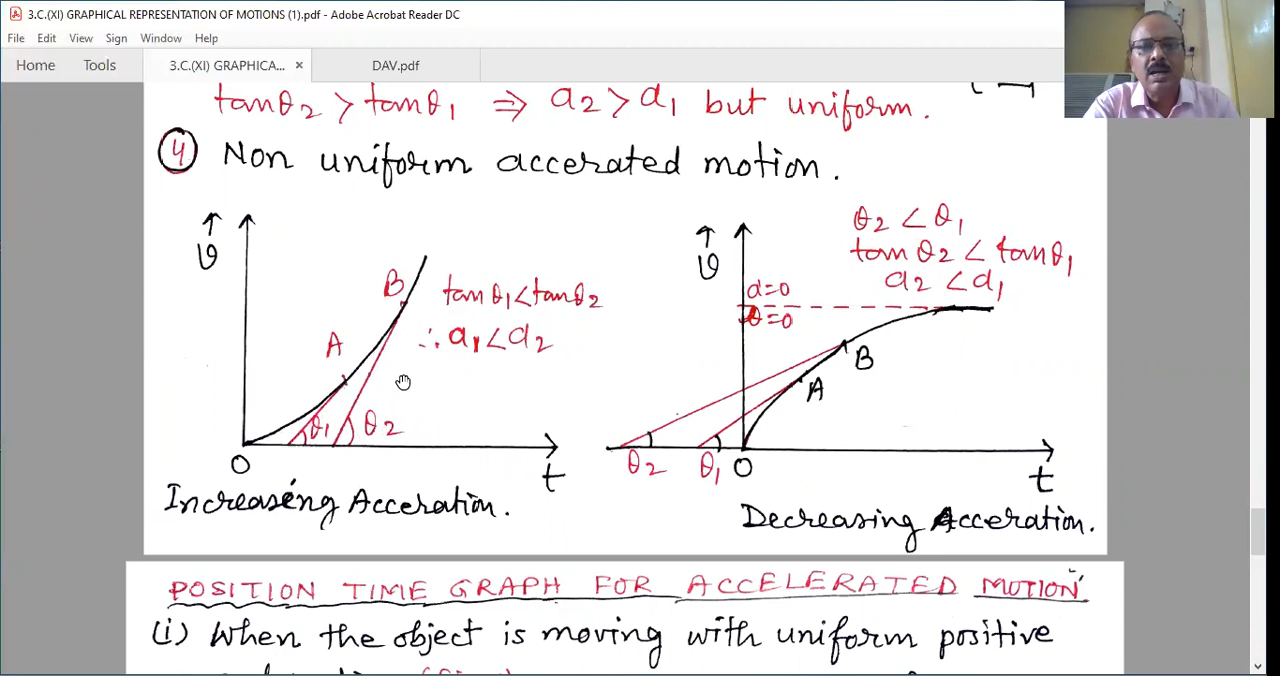 3.C.(XI) GRAPHICAL REPRESENTATION OF MOTIONS (1).pdf - Adobe Acrobat Reader DC
File Edit View Sign Window Help
Home Tools 3.C.(XI) GRAPHICA... × DAV.pdf
tanθ2 > tanθ1 ⇒ a2 > a1 but uniform.
4 Non uniform accerated motion.
υ
B
tanθ1 < tanθ2
∴ a1 < a2
A
θ1 θ2
O t
Increasing Acceration.
θ2 < θ1
tanθ2 < tanθ1
a2 < a1
υ
a=0
θ=0
B
A
θ2 θ1 O t
Decreasing Acceration.
POSITION TIME GRAPH FOR ACCELERATED MOTION
(i) When the object is moving with uniform positive